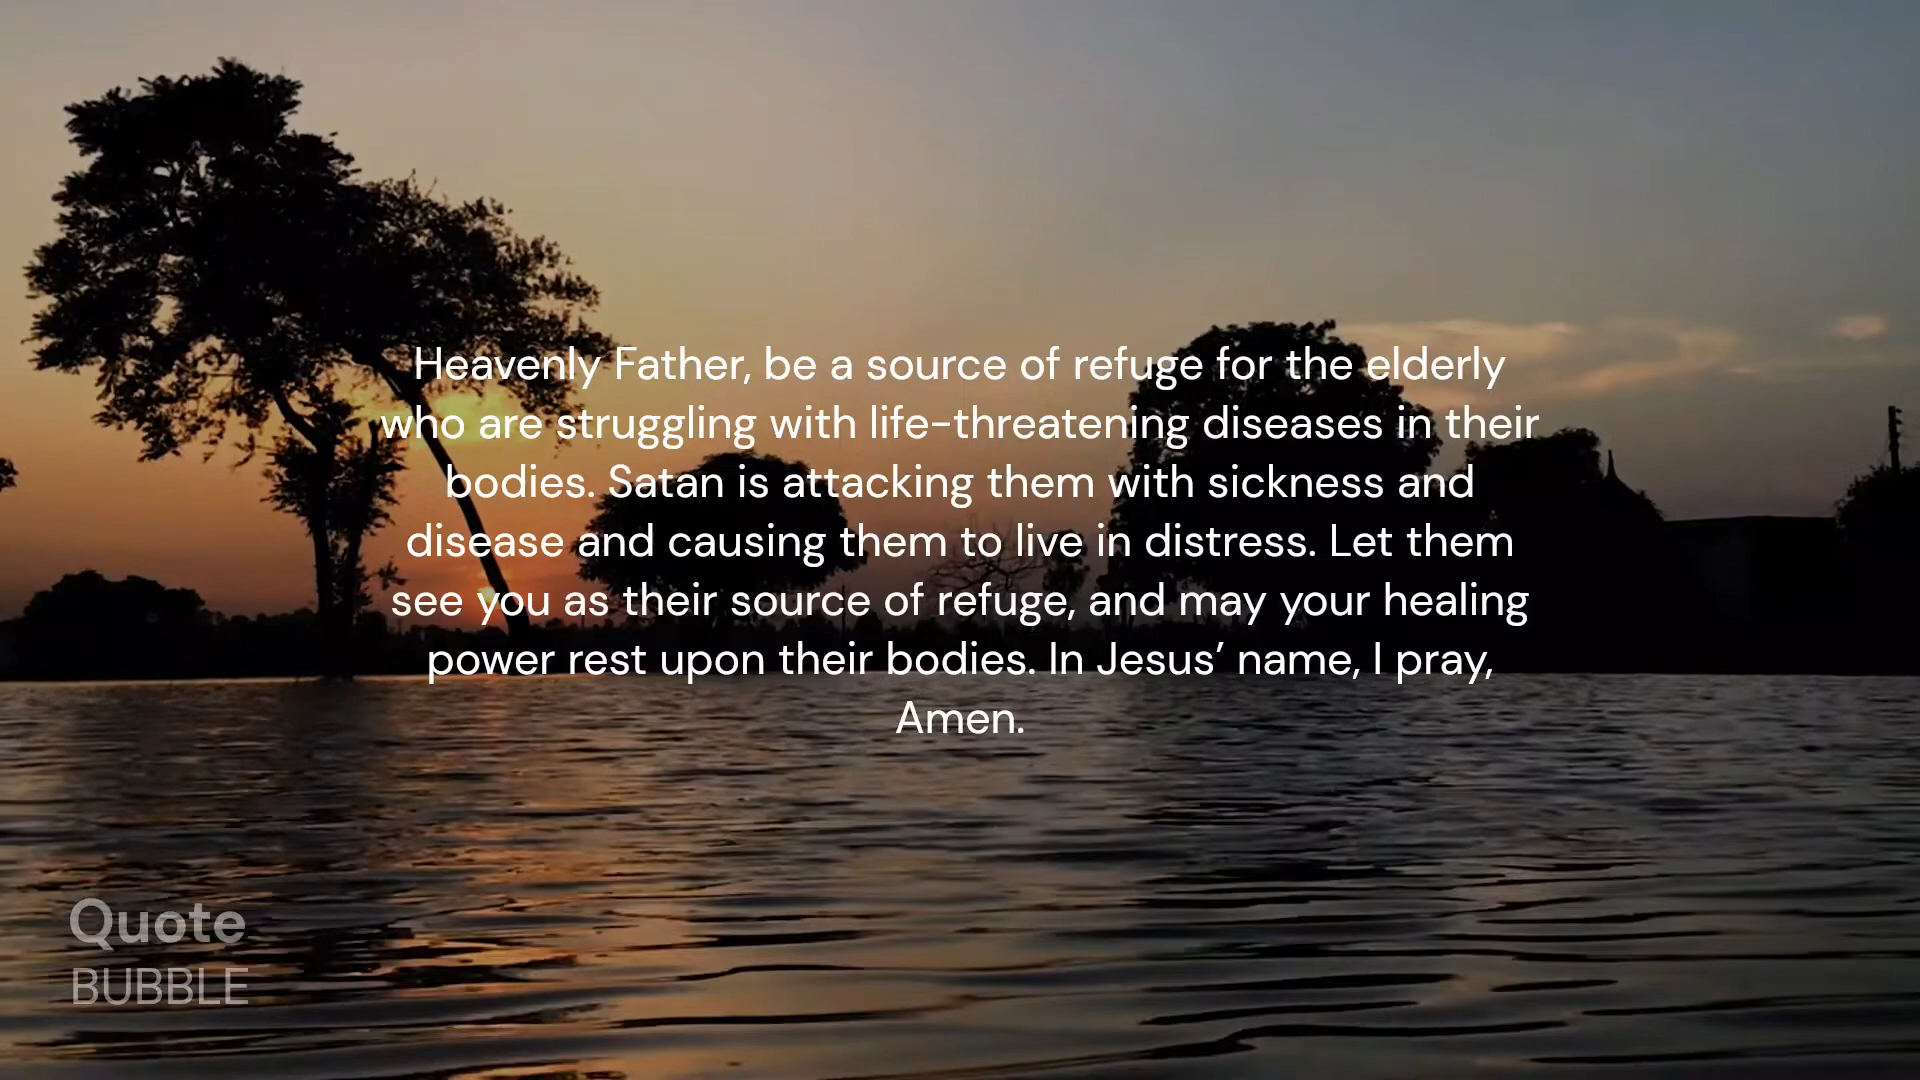 Heavenly Father, be a source of refuge for the elderly
who are struggling with life-threatening diseases in their
bodies. Satan is attacking them with sickness and
disease and causing them to live in distress. Let them
see you as their source of refuge, and may your healing
power rest upon their bodies. In Jesus’ name, I pray,
Amen.
Quote
BUBBLE